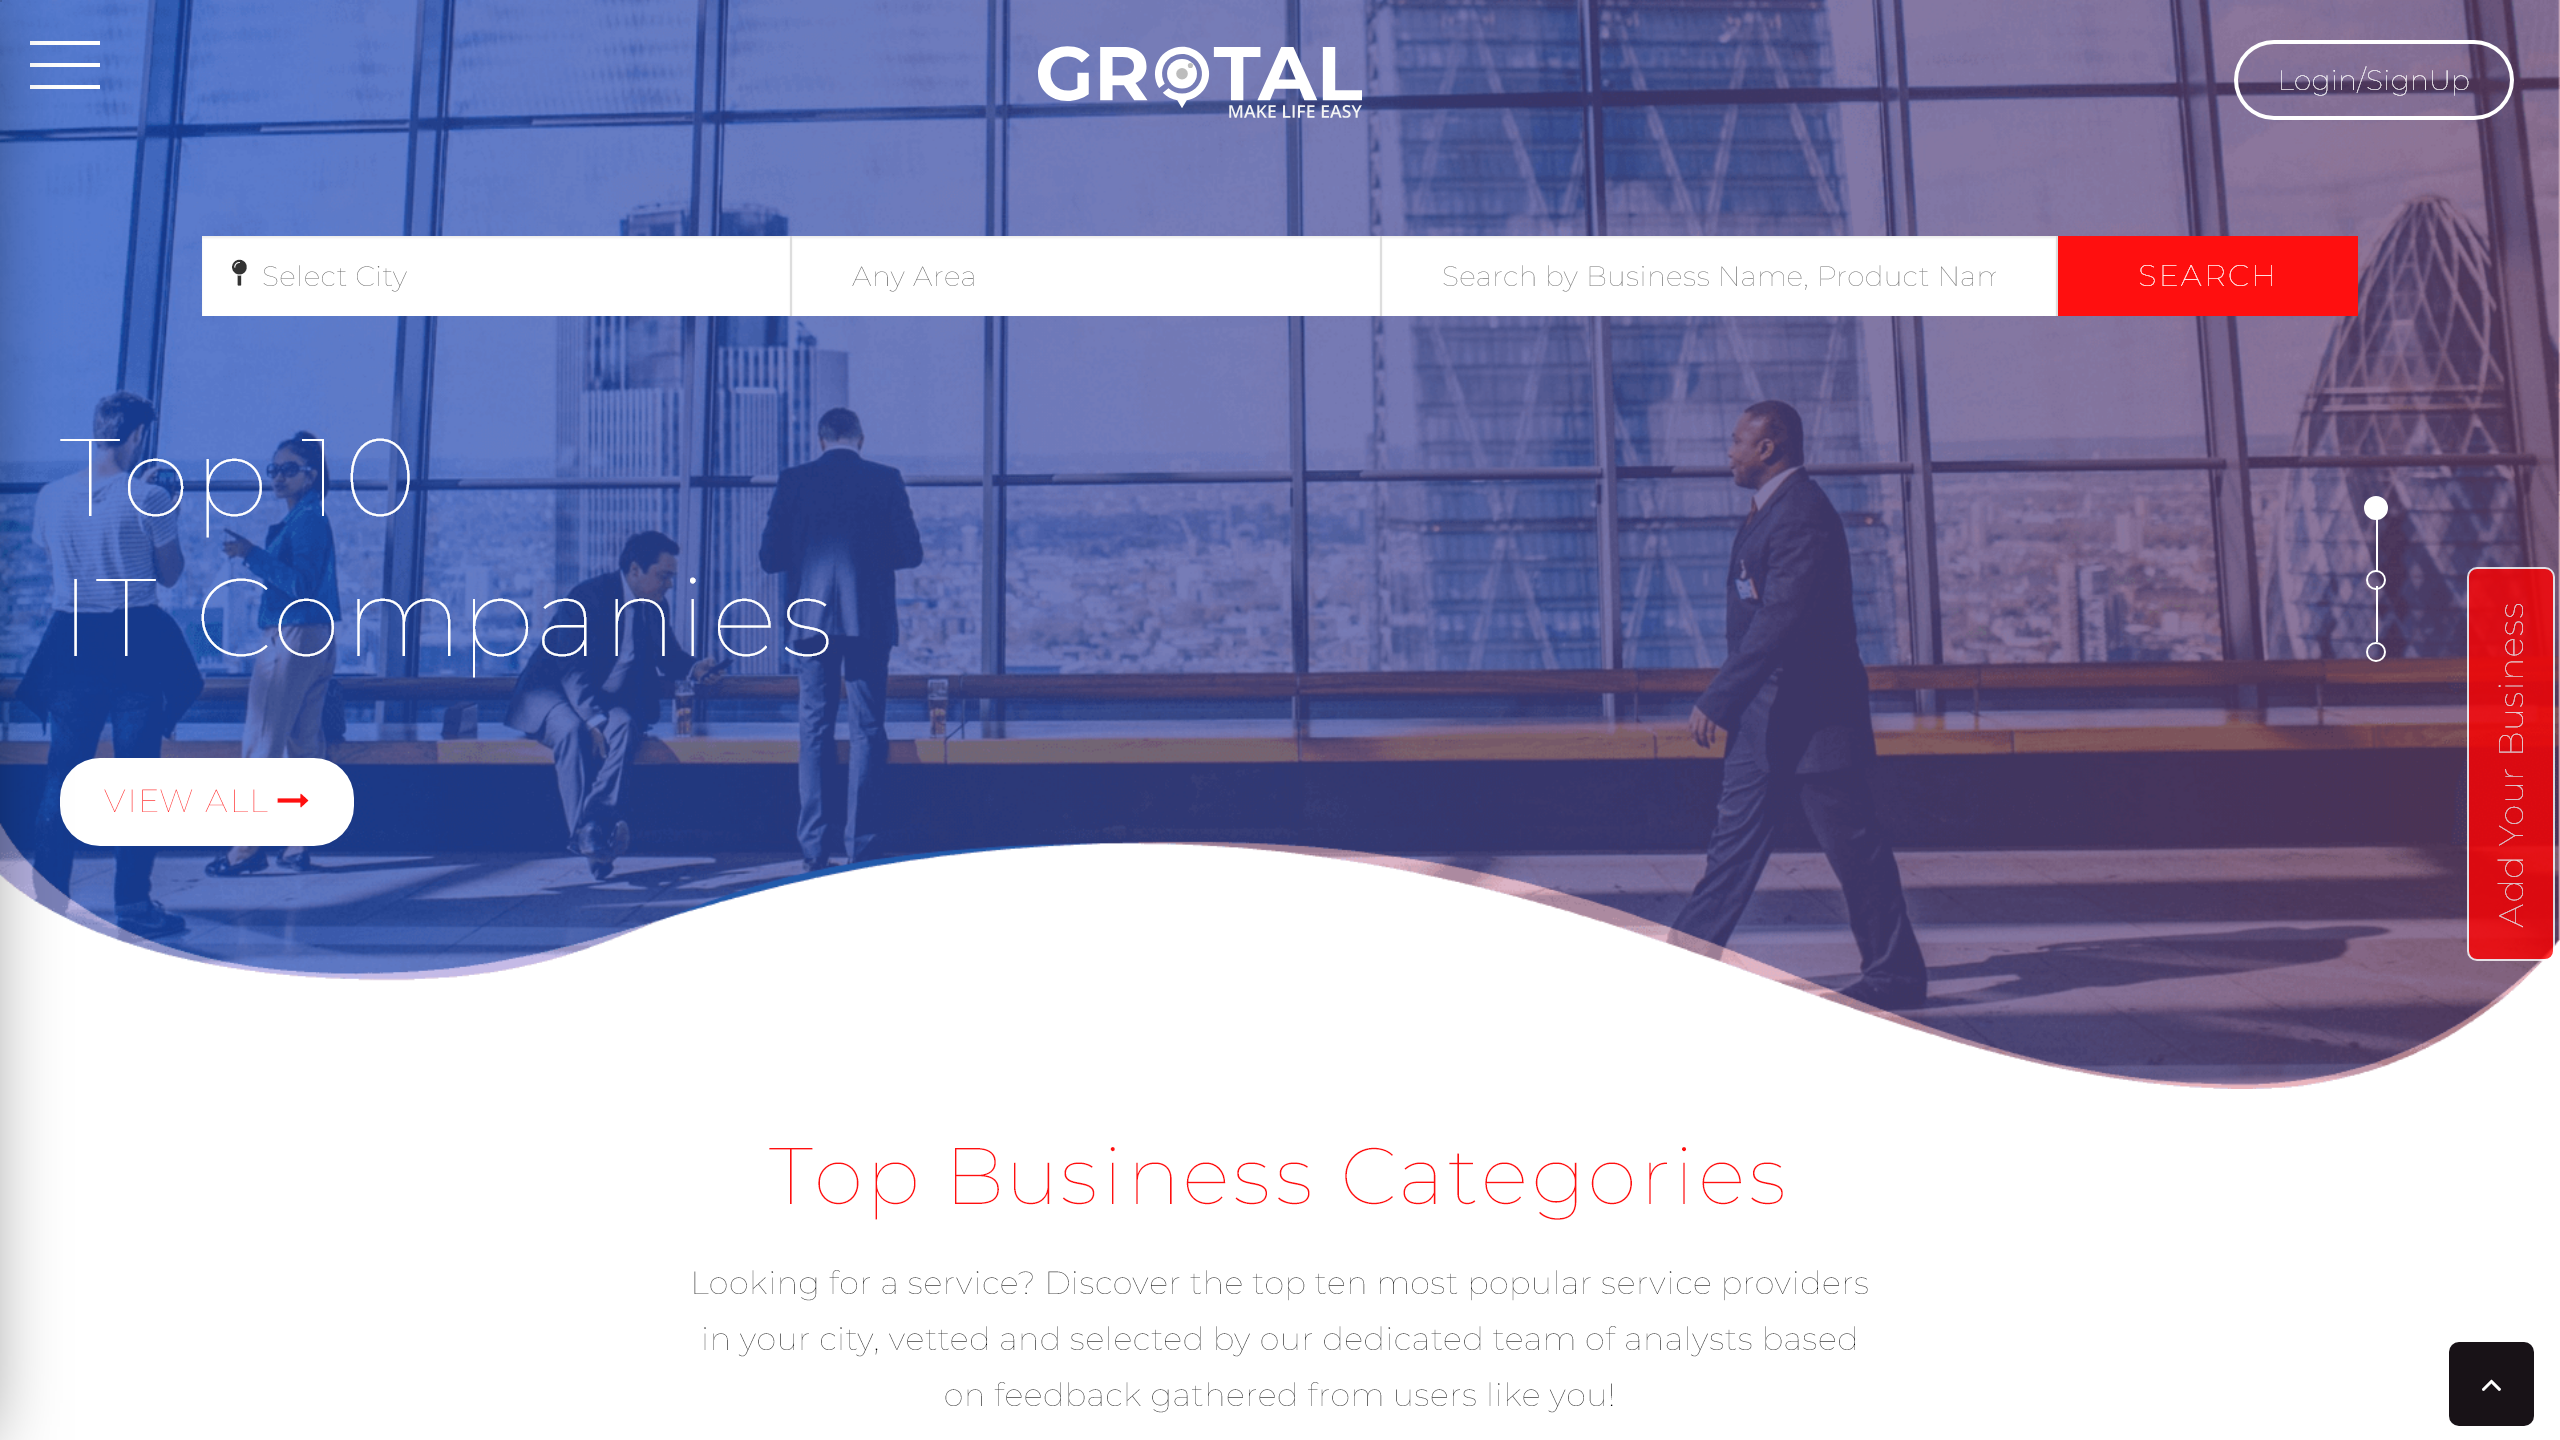 GROTAL
MAKE LIFE EASY
Login/SignUp
Select City
Any Area
Search by Business Name, Product Nam
SEARCH
Top 10
IT Companies
VIEW ALL
Add Your Business
Top Business Categories
Looking for a service? Discover the top ten most popular service providers
in your city, vetted and selected by our dedicated team of analysts based
on feedback gathered from users like you!